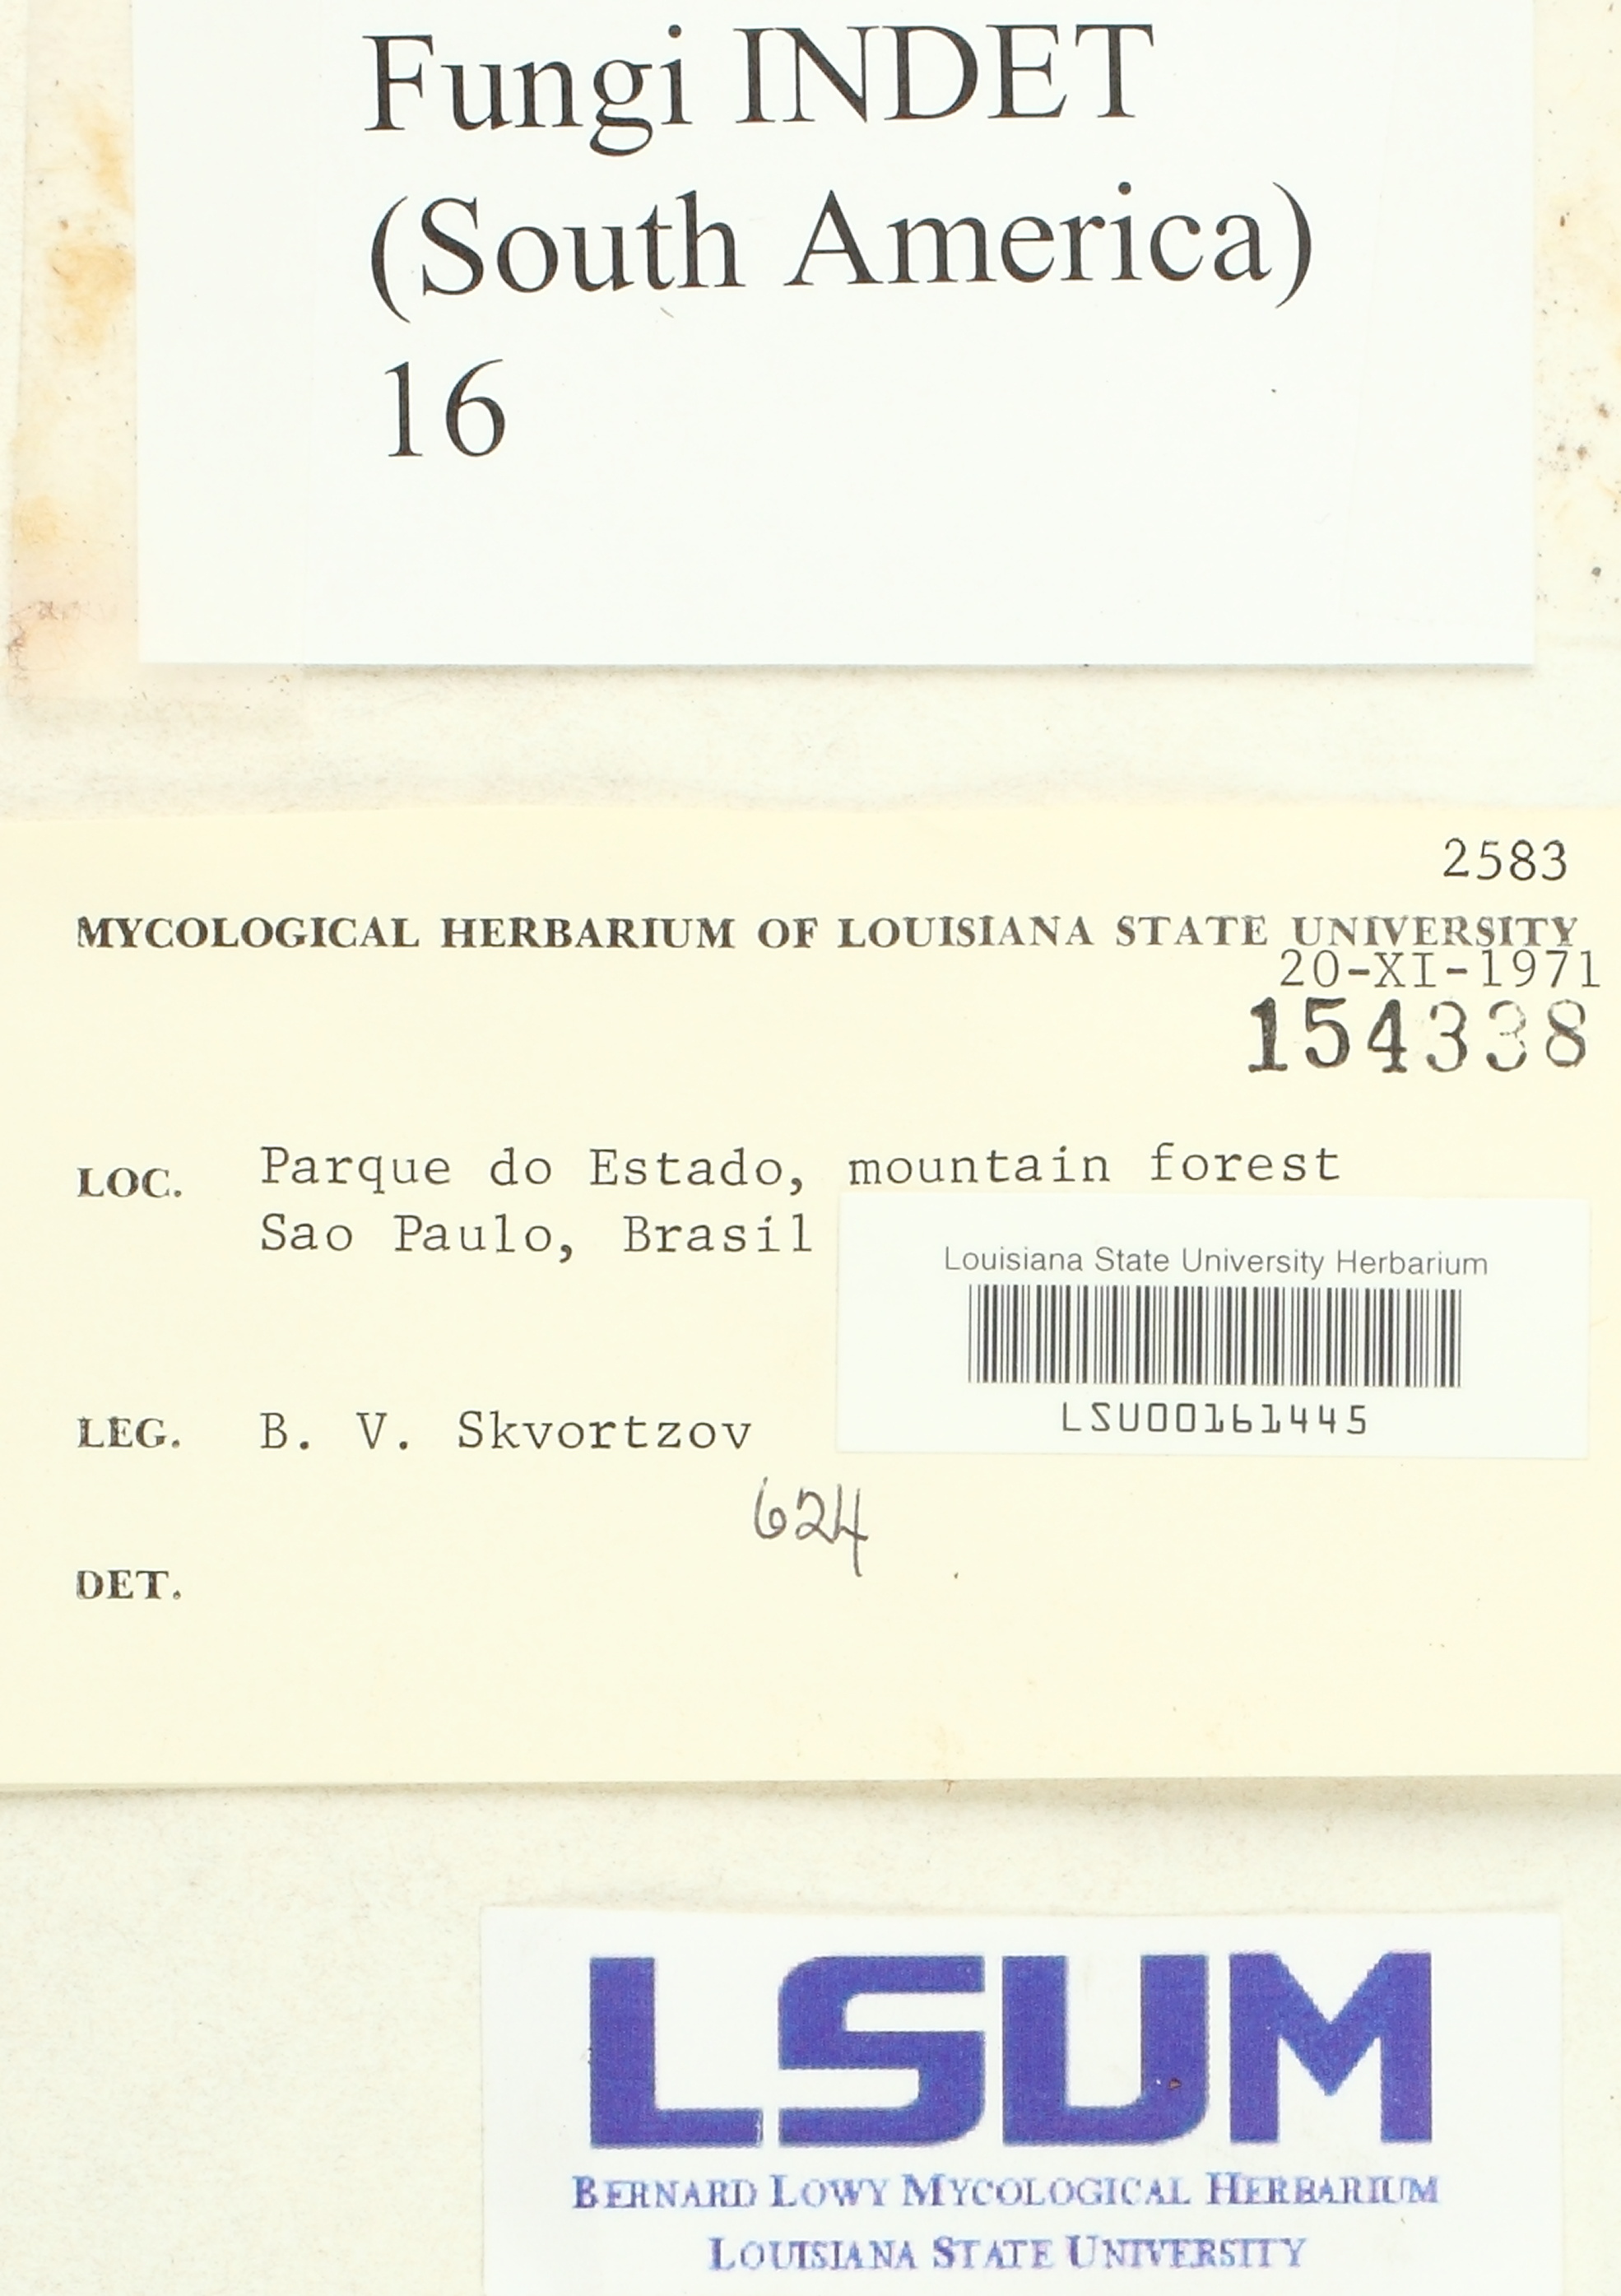 Fungi INDET
(South America)
16
2583
MYCOLOGICAL HERBARIUM OF LOUISIANA STATE UNIVERSITY
20-XI-1971
154338
LOC. Parque do Estado, mountain forest
Sao Paulo, Brasil
Louisiana State University Herbarium
LSU00161445
LEG. B. V. Skvortzov
624
DET.
LSUM
BERNARD LOWY MYCOLOGICAL HERBARIUM
LOUISIANA STATE UNIVERSITY